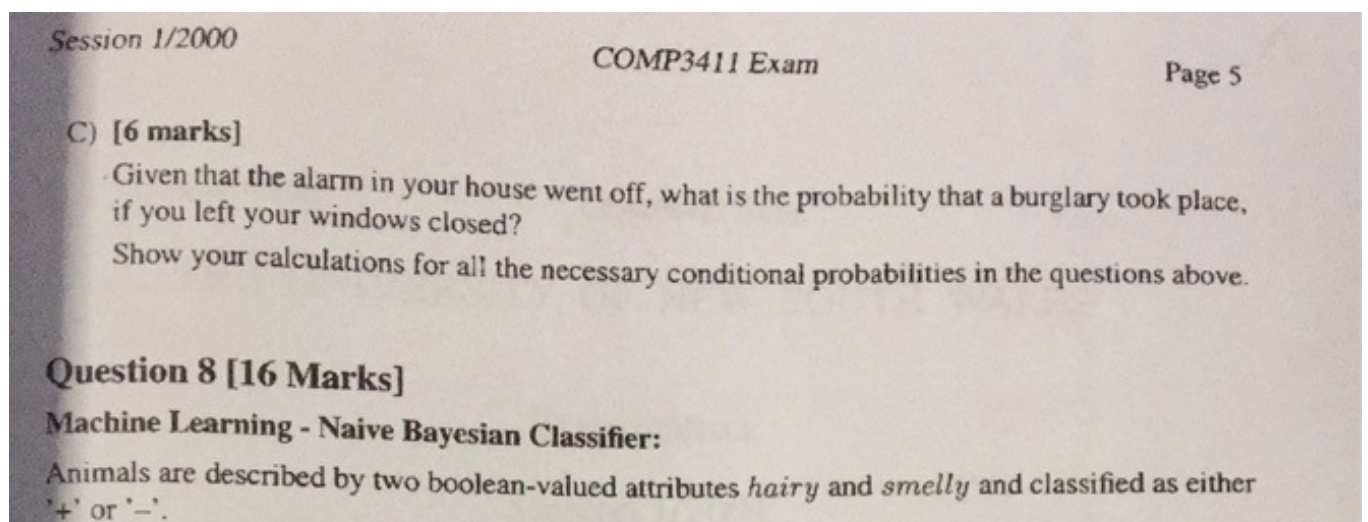 Session 1/2000
COMP3411 Exam
Page 5
C) [6 marks]
Given that the alarm in your house went off, what is the probability that a burglary took place,
if you left your windows closed?
Show your calculations for all the necessary conditional probabilities in the questions above.
Question 8 [16 Marks]
Machine Learning - Naive Bayesian Classifier:
Animals are described by two boolean-valued attributes hairy and smelly and classified as either
'+' or '–'.